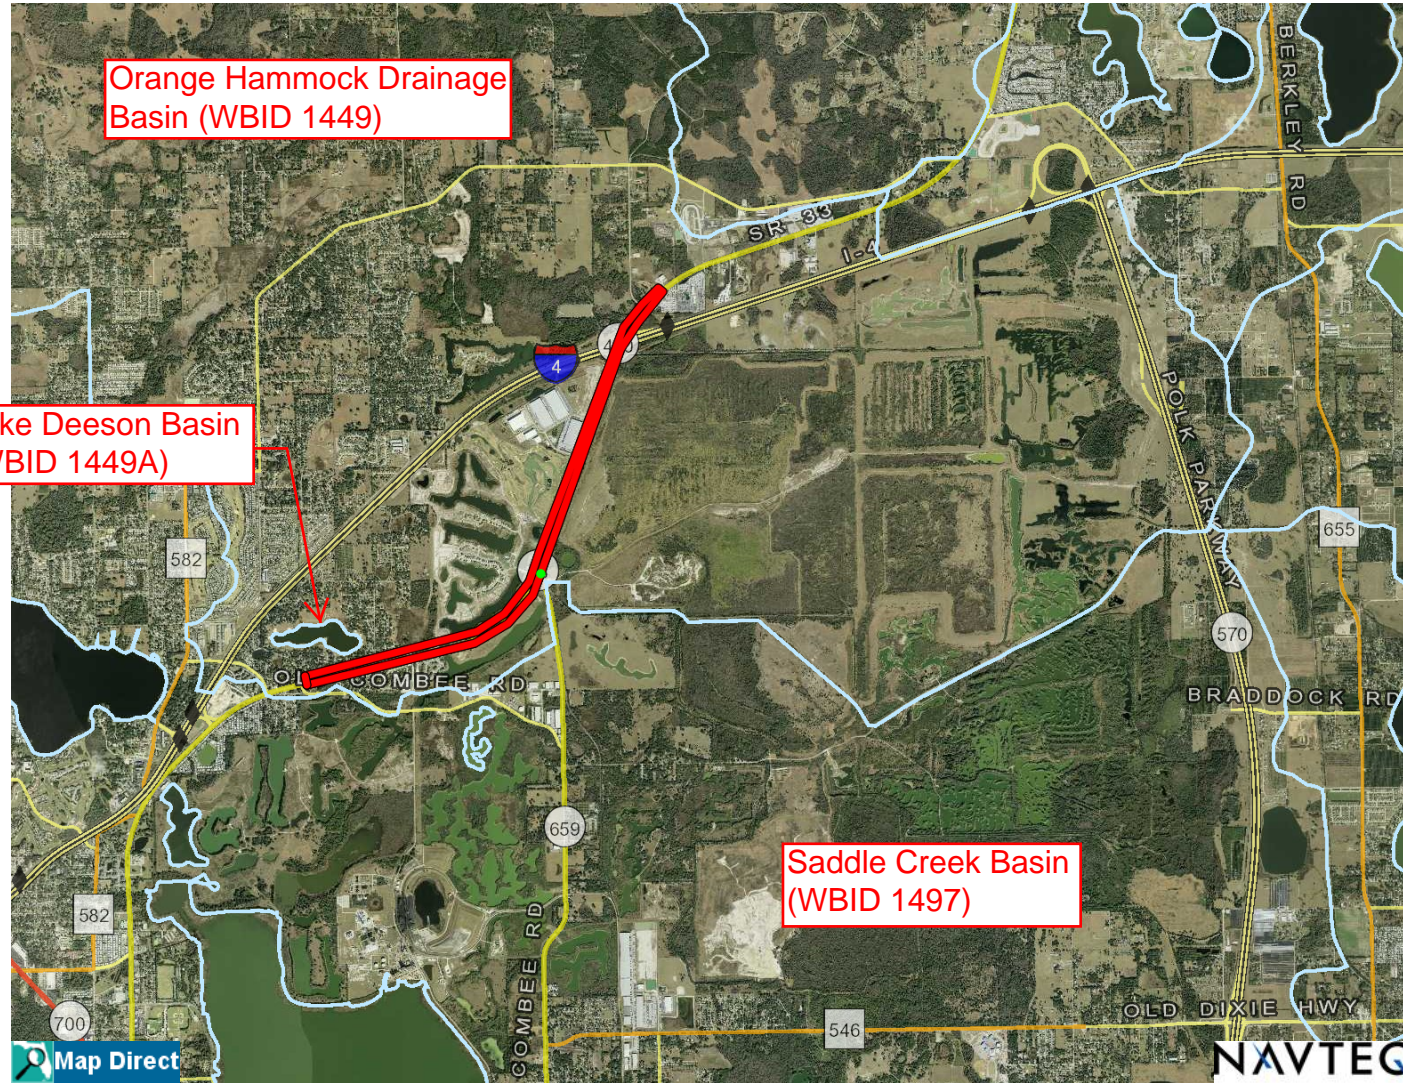 Orange Hammock Drainage
Basin (WBID 1449)
BERKLEY RD
SR 33
I-4
4
ke Deeson Basin
BID 1449A)
POLK PARKWAY
582
655
570
OLD COMBEE RD
BRADDOCK RD
659
Saddle Creek Basin
(WBID 1497)
582
COMBEE RD
OLD DIXIE HWY
700
546
Map Direct
NAVTEQ